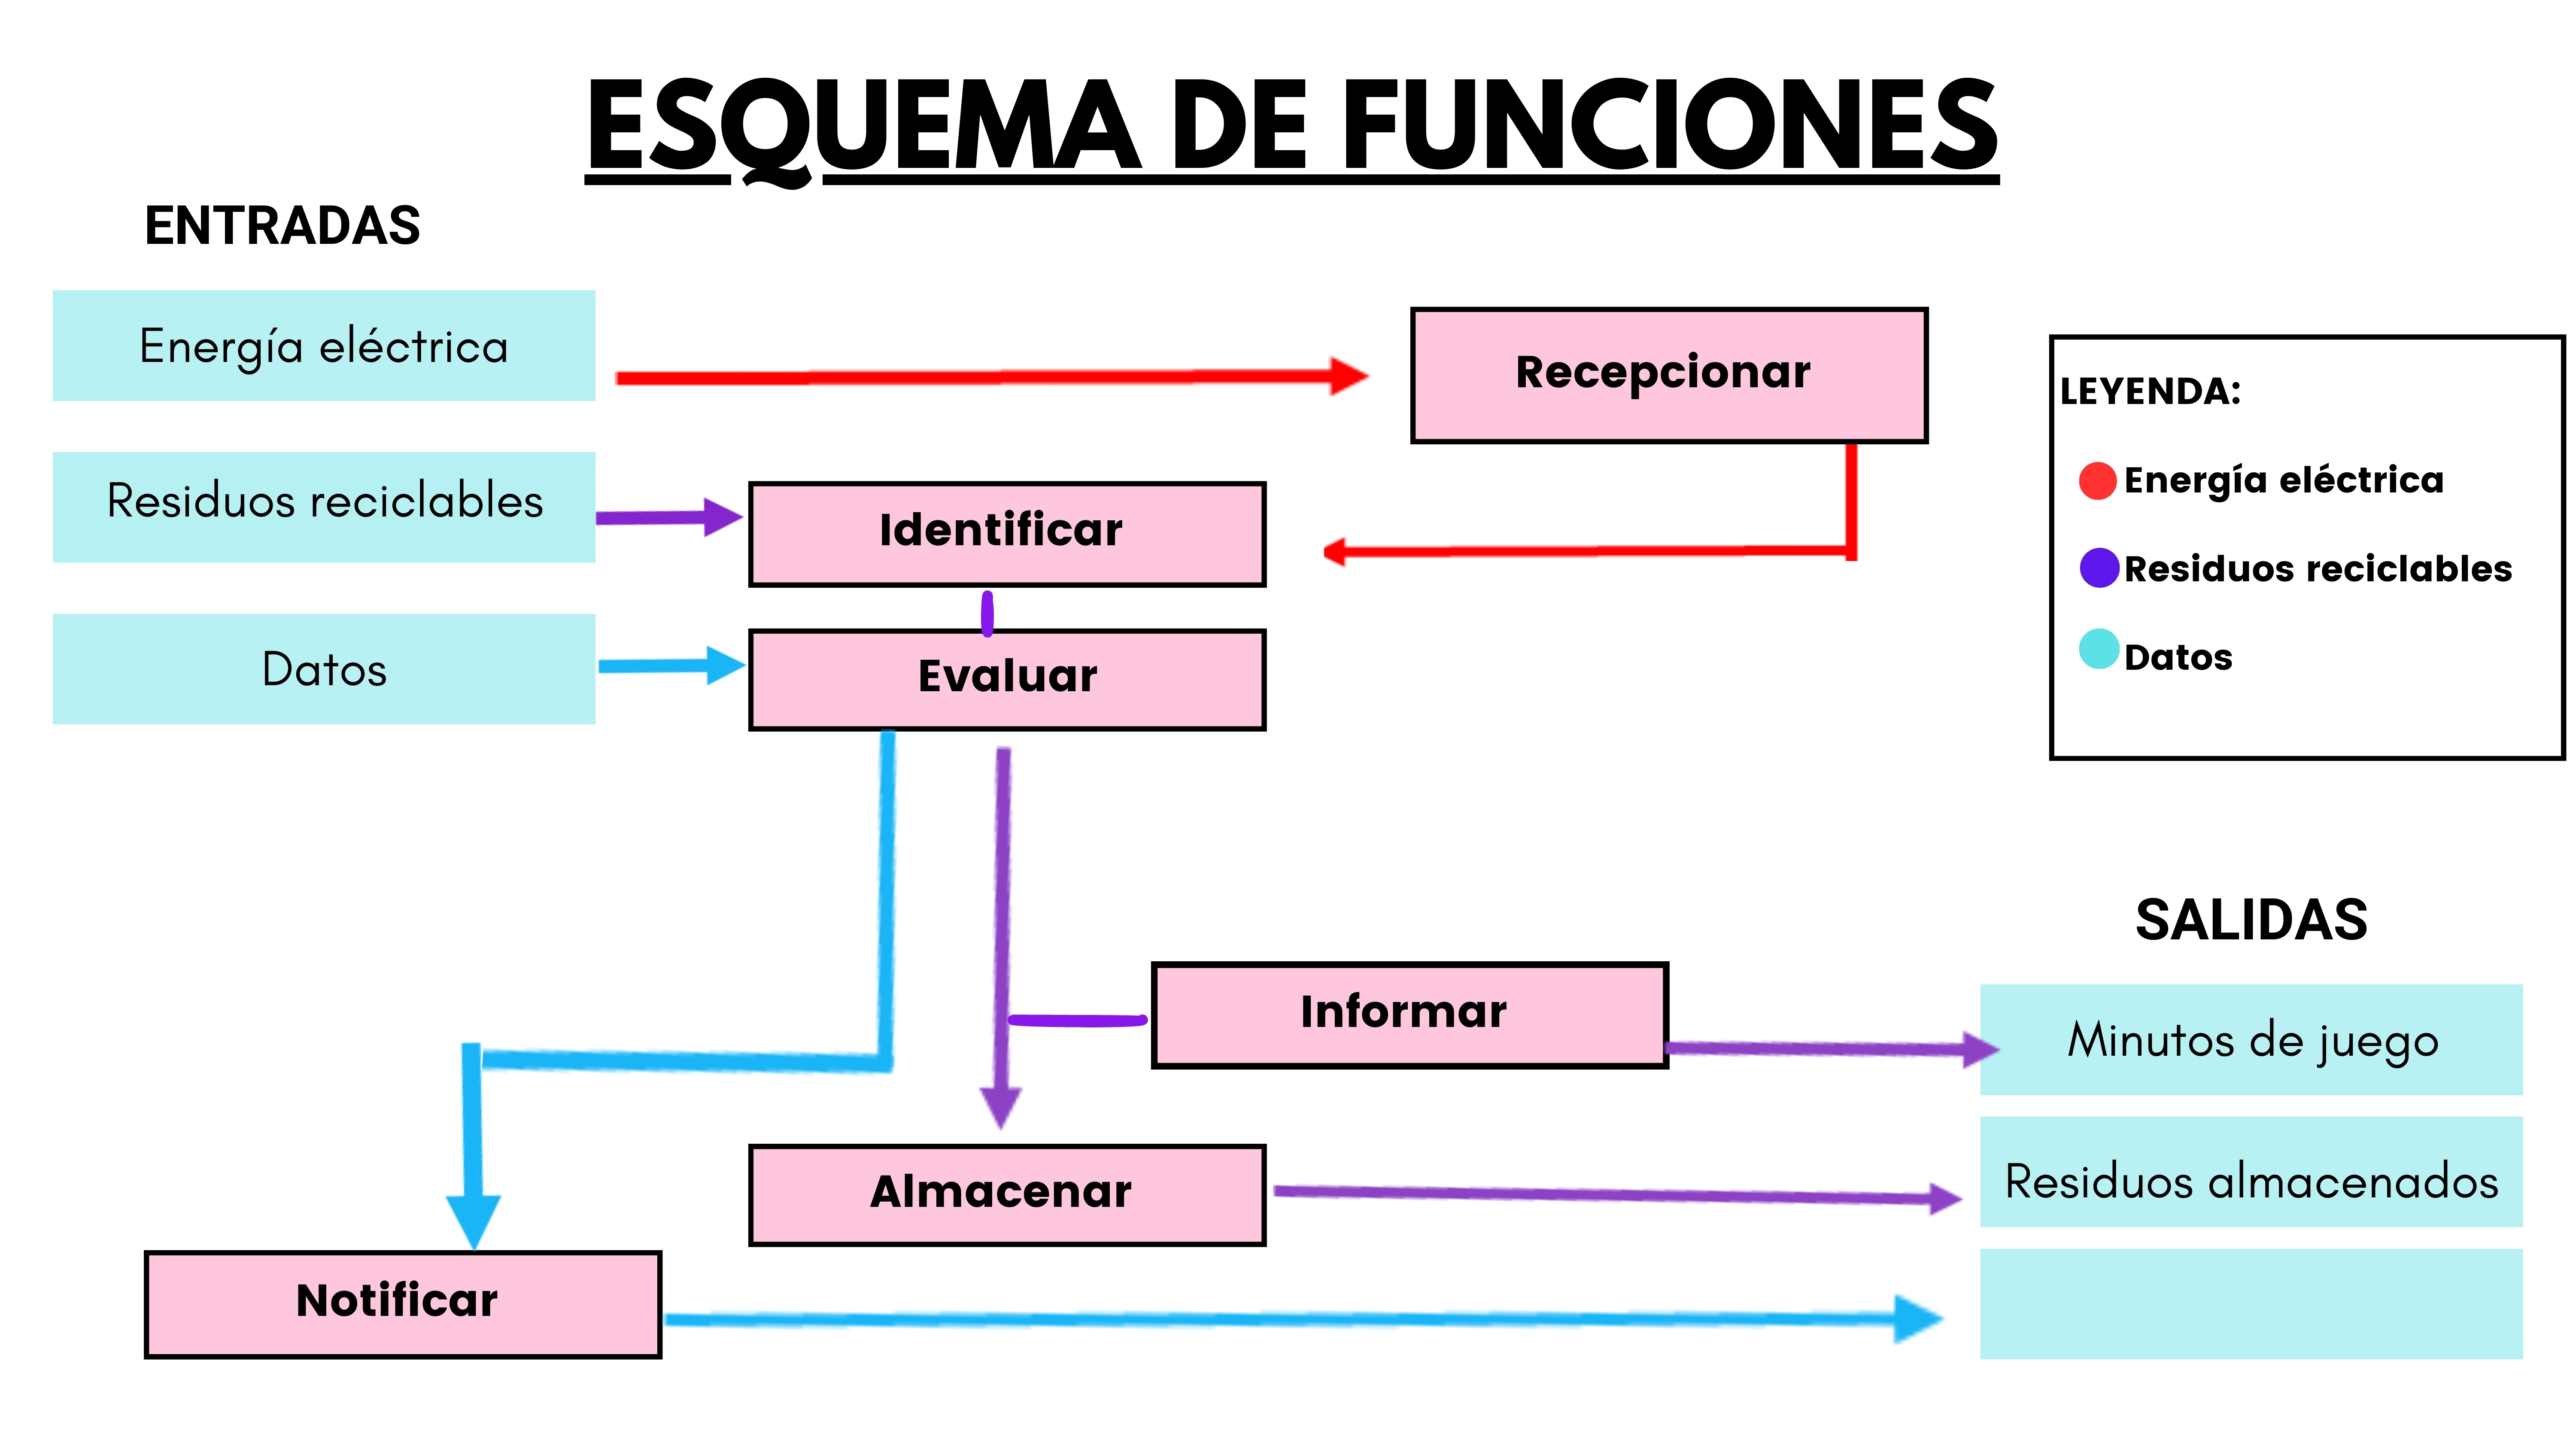 ESQUEMA DE FUNCIONES
ENTRADAS
Energía eléctrica
Recepcionar
LEYENDA:
Energía eléctrica
Residuos reciclables
Datos
Residuos reciclables
Identificar
Datos
Evaluar
SALIDAS
Informar
Minutos de juego
Almacenar
Residuos almacenados
Notificar